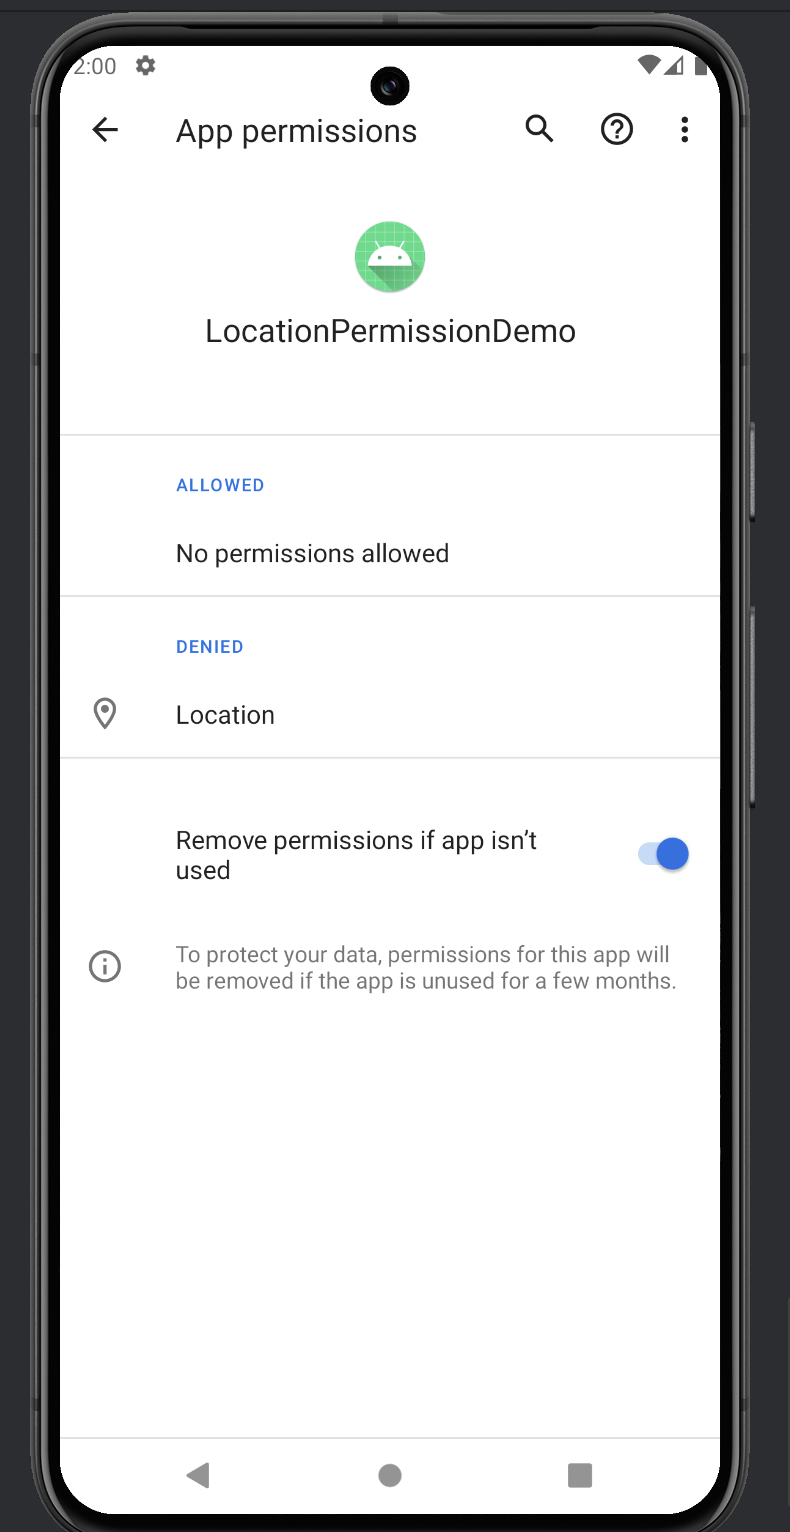 2:00
App permissions
LocationPermissionDemo
ALLOWED
No permissions allowed
DENIED
Location
Remove permissions if app isn’t
used
To protect your data, permissions for this app will
be removed if the app is unused for a few months.